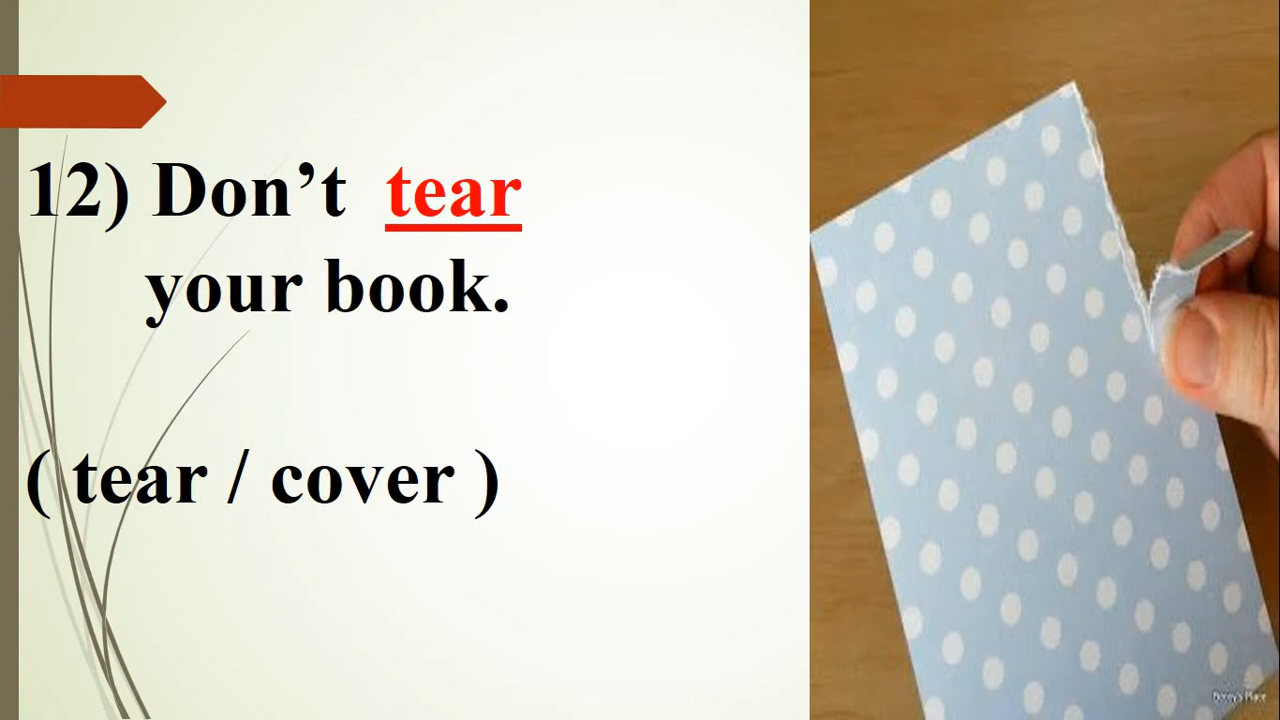 12) Don’t tear
your book.
( tear / cover )